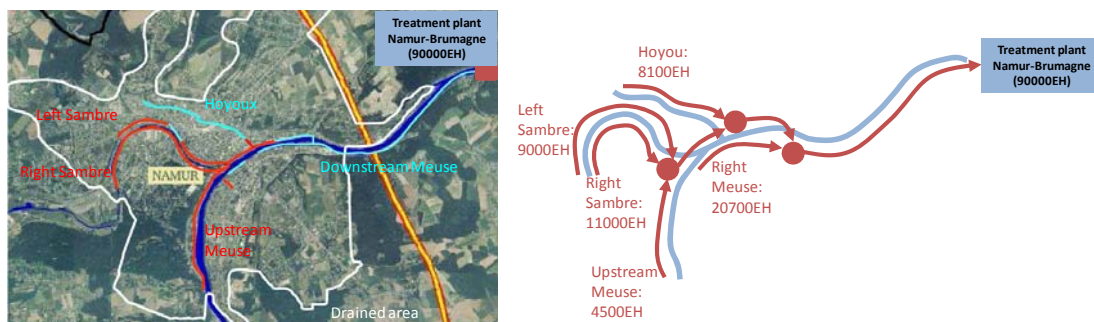 Treatment plant
Namur-Brumagne
(90000EH)
Hoyoux
Left Sambre
Right Sambre
NAMUR
Downstream Meuse
Upstream
Meuse
Drained area
Hoyou:
8100EH
Treatment plant
Namur-Brumagne
(90000EH)
Left
Sambre:
9000EH
Right
Sambre:
11000EH
Right
Meuse:
20700EH
Upstream
Meuse:
4500EH